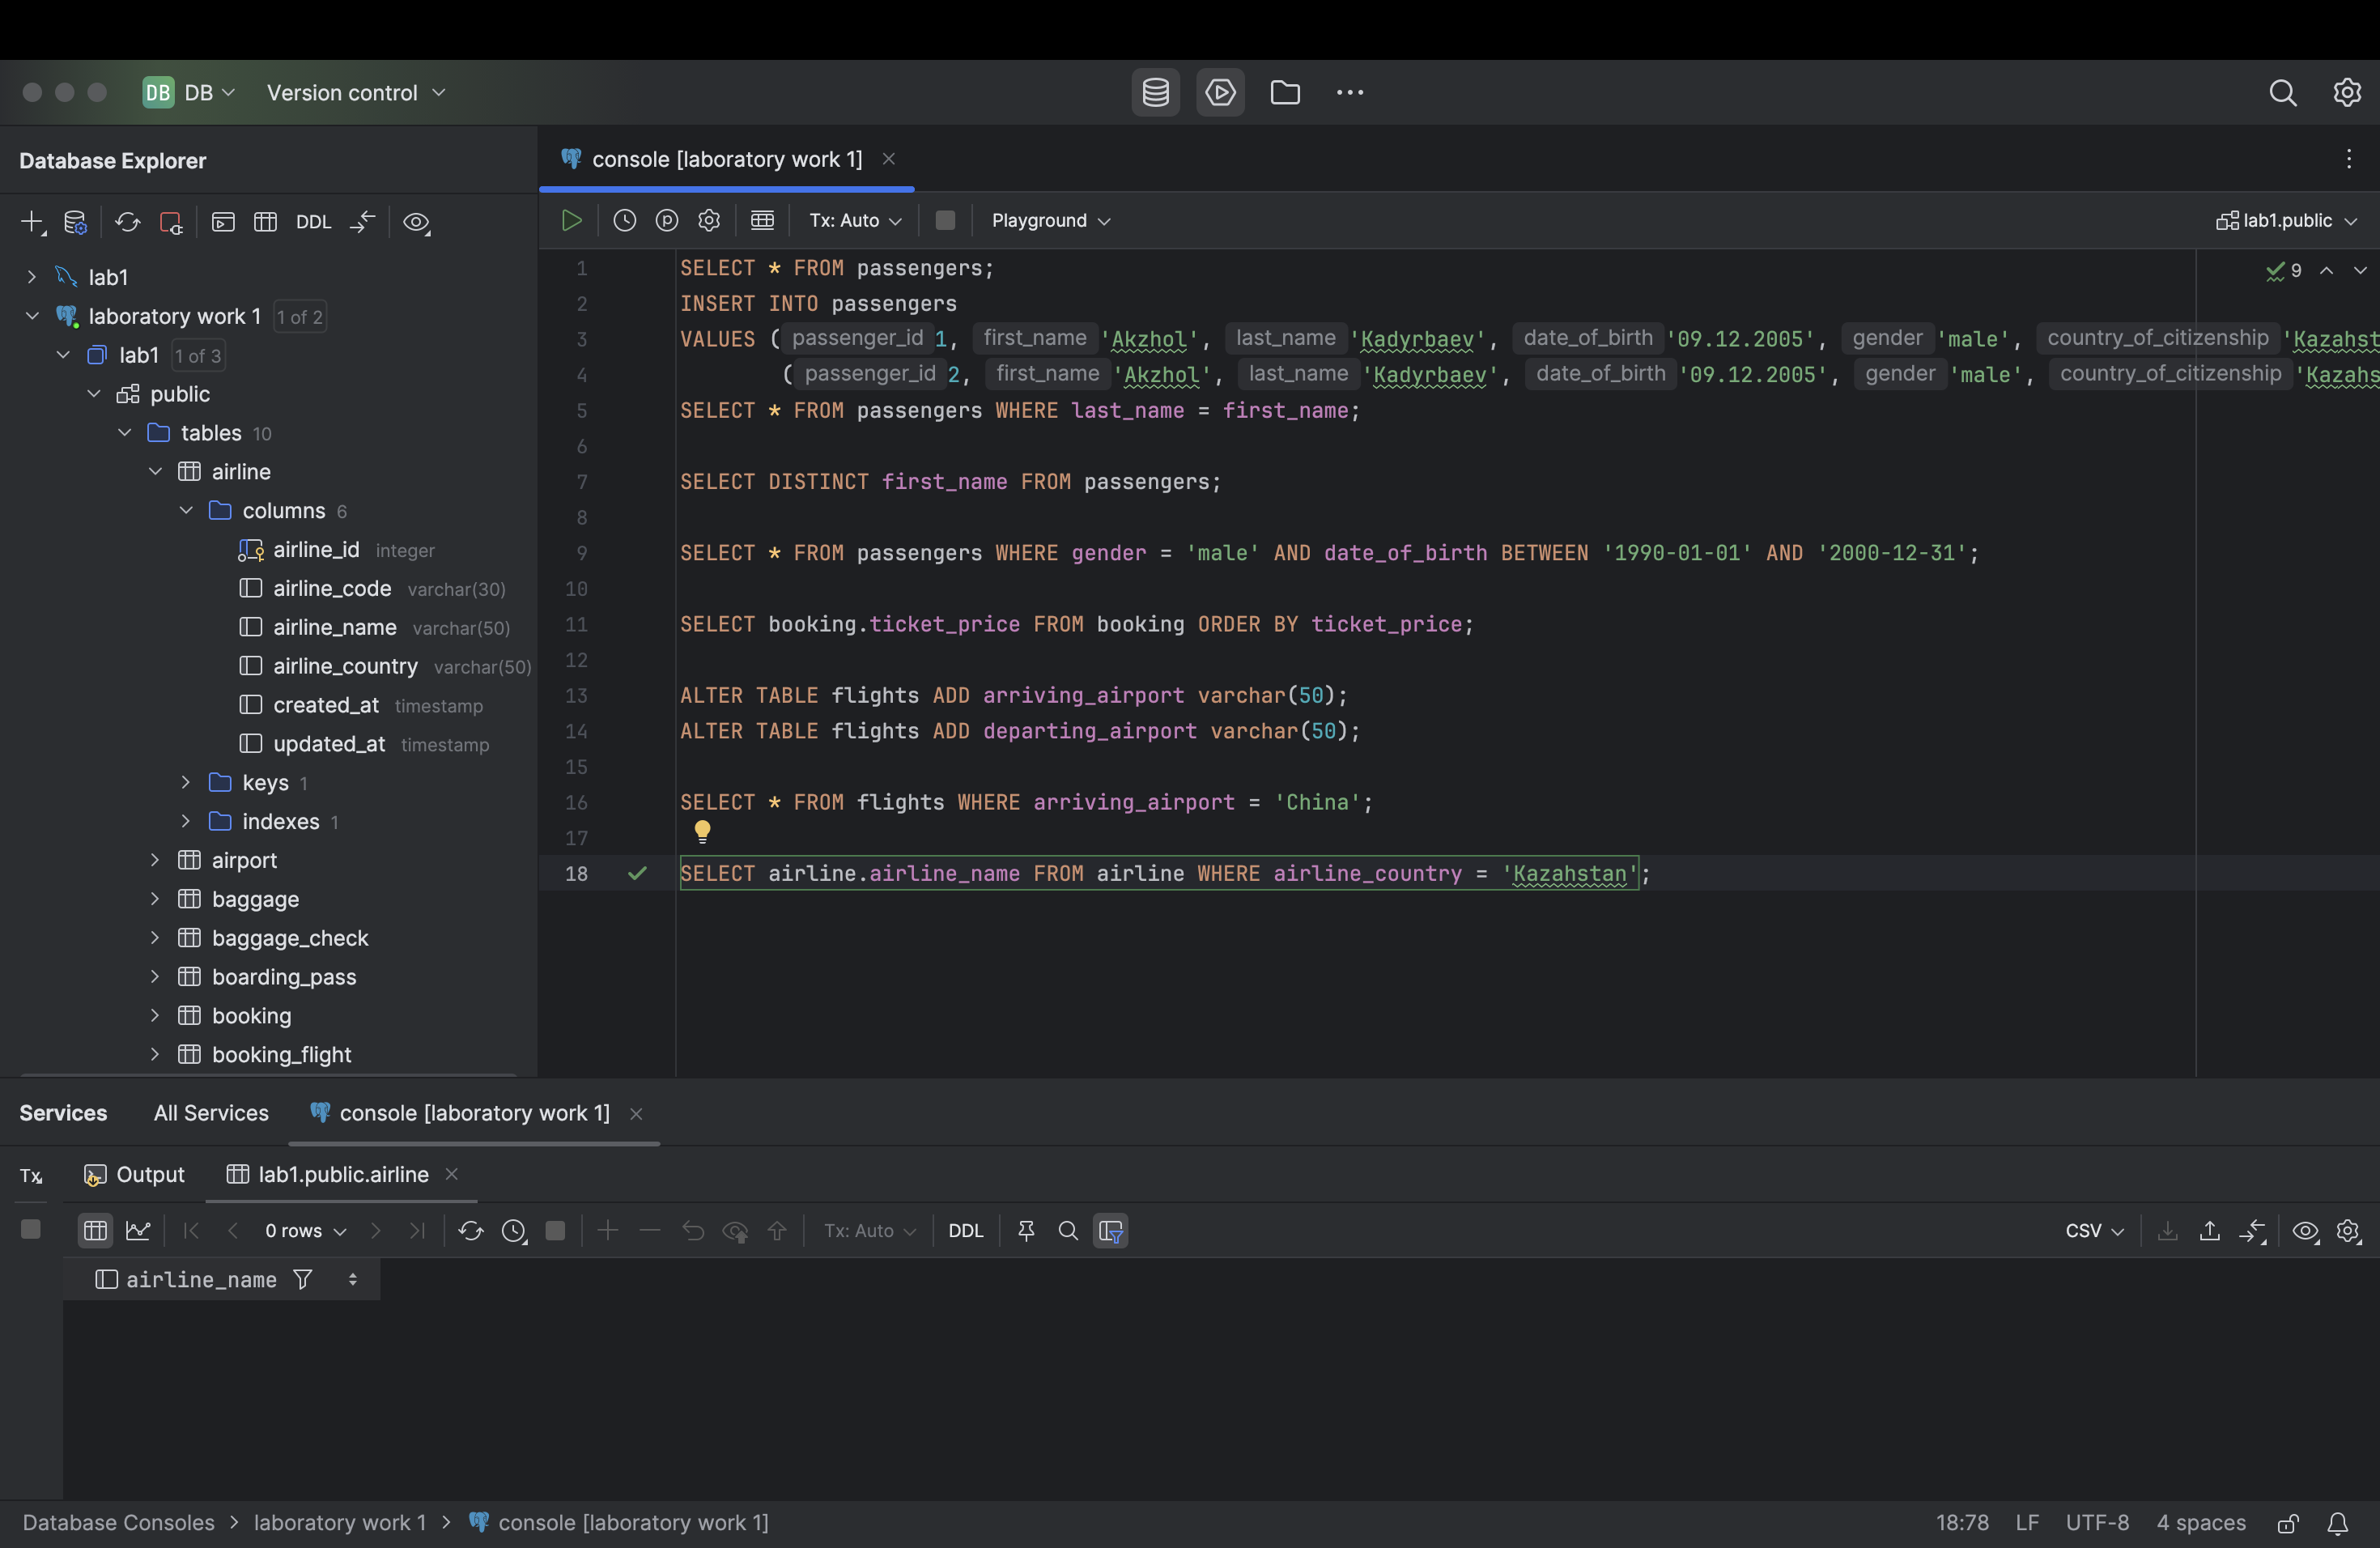 DB DB Version control
Database Explorer
console [laboratory work 1]
DDL
Tx: Auto Playground lab1.public
lab1
laboratory work 1 1 of 2
lab1 1 of 3
public
tables 10
airline
columns 6
airline_id integer
airline_code varchar(30)
airline_name varchar(50)
airline_country varchar(50)
created_at timestamp
updated_at timestamp
keys 1
indexes 1
airport
baggage
baggage_check
boarding_pass
booking
booking_flight
9
1 SELECT * FROM passengers;
2 INSERT INTO passengers
3 VALUES ( passenger_id 1, first_name 'Akzhol', last_name 'Kadyrbaev', date_of_birth '09.12.2005', gender 'male', country_of_citizenship 'Kazahst
4 ( passenger_id 2, first_name 'Akzhol', last_name 'Kadyrbaev', date_of_birth '09.12.2005', gender 'male', country_of_citizenship 'Kazahs
5 SELECT * FROM passengers WHERE last_name = first_name;
6
7 SELECT DISTINCT first_name FROM passengers;
8
9 SELECT * FROM passengers WHERE gender = 'male' AND date_of_birth BETWEEN '1990-01-01' AND '2000-12-31';
10
11 SELECT booking.ticket_price FROM booking ORDER BY ticket_price;
12
13 ALTER TABLE flights ADD arriving_airport varchar(50);
14 ALTER TABLE flights ADD departing_airport varchar(50);
15
16 SELECT * FROM flights WHERE arriving_airport = 'China';
17
18 SELECT airline.airline_name FROM airline WHERE airline_country = 'Kazahstan';
Services All Services console [laboratory work 1]
Tx Output lab1.public.airline
0 rows Tx: Auto DDL CSV
airline_name
Database Consoles > laboratory work 1 > console [laboratory work 1] 18:78 LF UTF-8 4 spaces